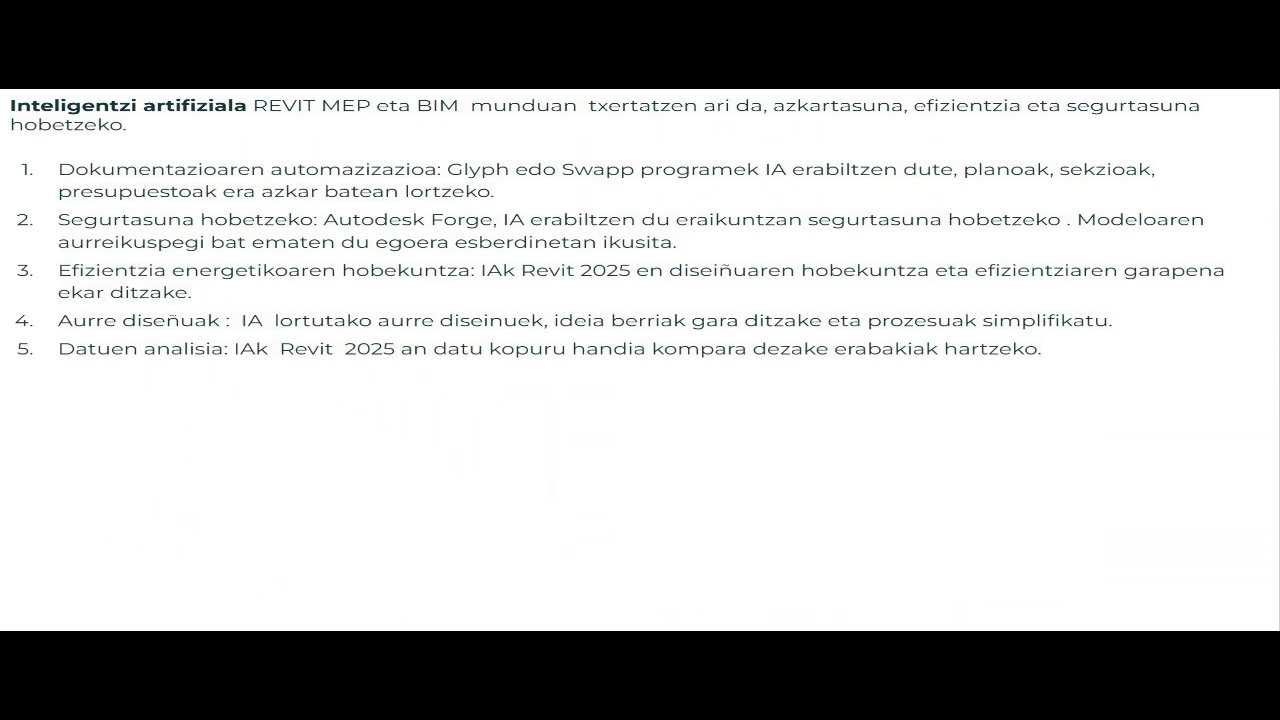 Inteligentzi artifiziala REVIT MEP eta BIM munduan txertatzen ari da, azkartasuna, efizientzia eta segurtasuna
hobetzeko.
1. Dokumentazioaren automazizazioa: Glyph edo Swapp programek IA erabiltzen dute, planoak, sekzioak,
presupuestoak era azkar batean lortzeko.
2. Segurtasuna hobetzeko: Autodesk Forge, IA erabiltzen du eraikuntzan segurtasuna hobetzeko . Modeloaren
aurreikuspegi bat ematen du egoera esberdinetan ikusita.
3. Efizientzia energetikoaren hobekuntza: IAk Revit 2025 en diseiñuaren hobekuntza eta efizientziaren garapena
ekar ditzake.
4. Aurre diseñuak : IA lortutako aurre diseinuek, ideia berriak gara ditzake eta prozesuak simplifikatu.
5. Datuen analisia: IAk Revit 2025 an datu kopuru handia kompara dezake erabakiak hartzeko.